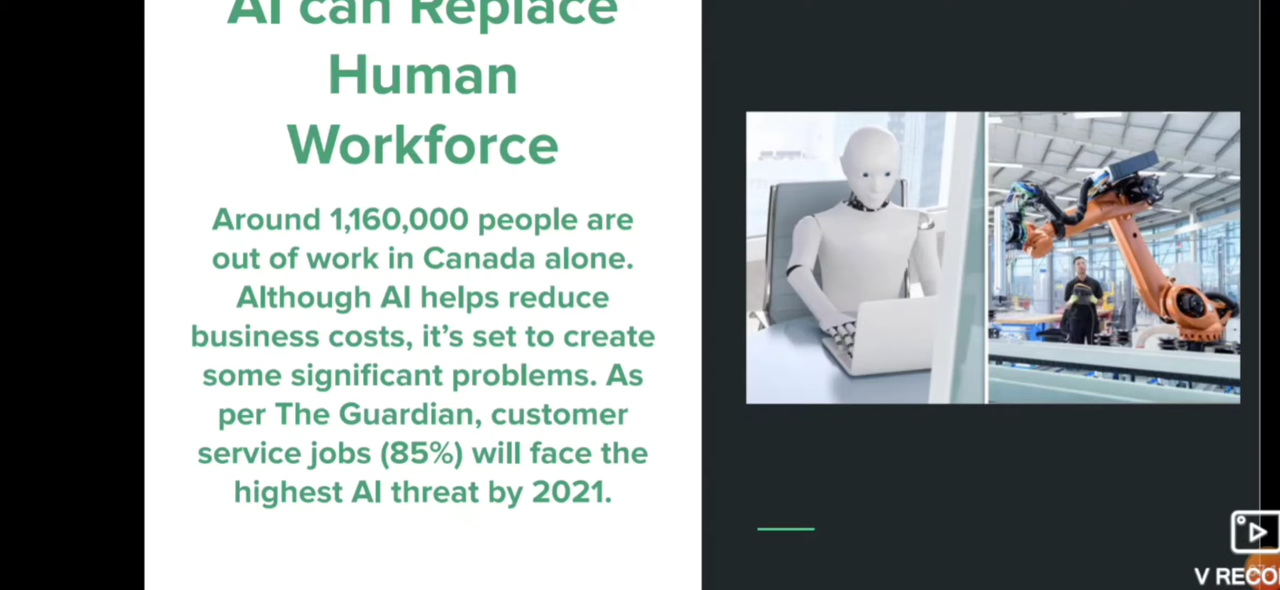 AI can Replace
Human
Workforce
Around 1,160,000 people are
out of work in Canada alone.
Although AI helps reduce
business costs, it's set to create
some significant problems. As
per The Guardian, customer
service jobs (85%) will face the
highest AI threat by 2021.
V RECO